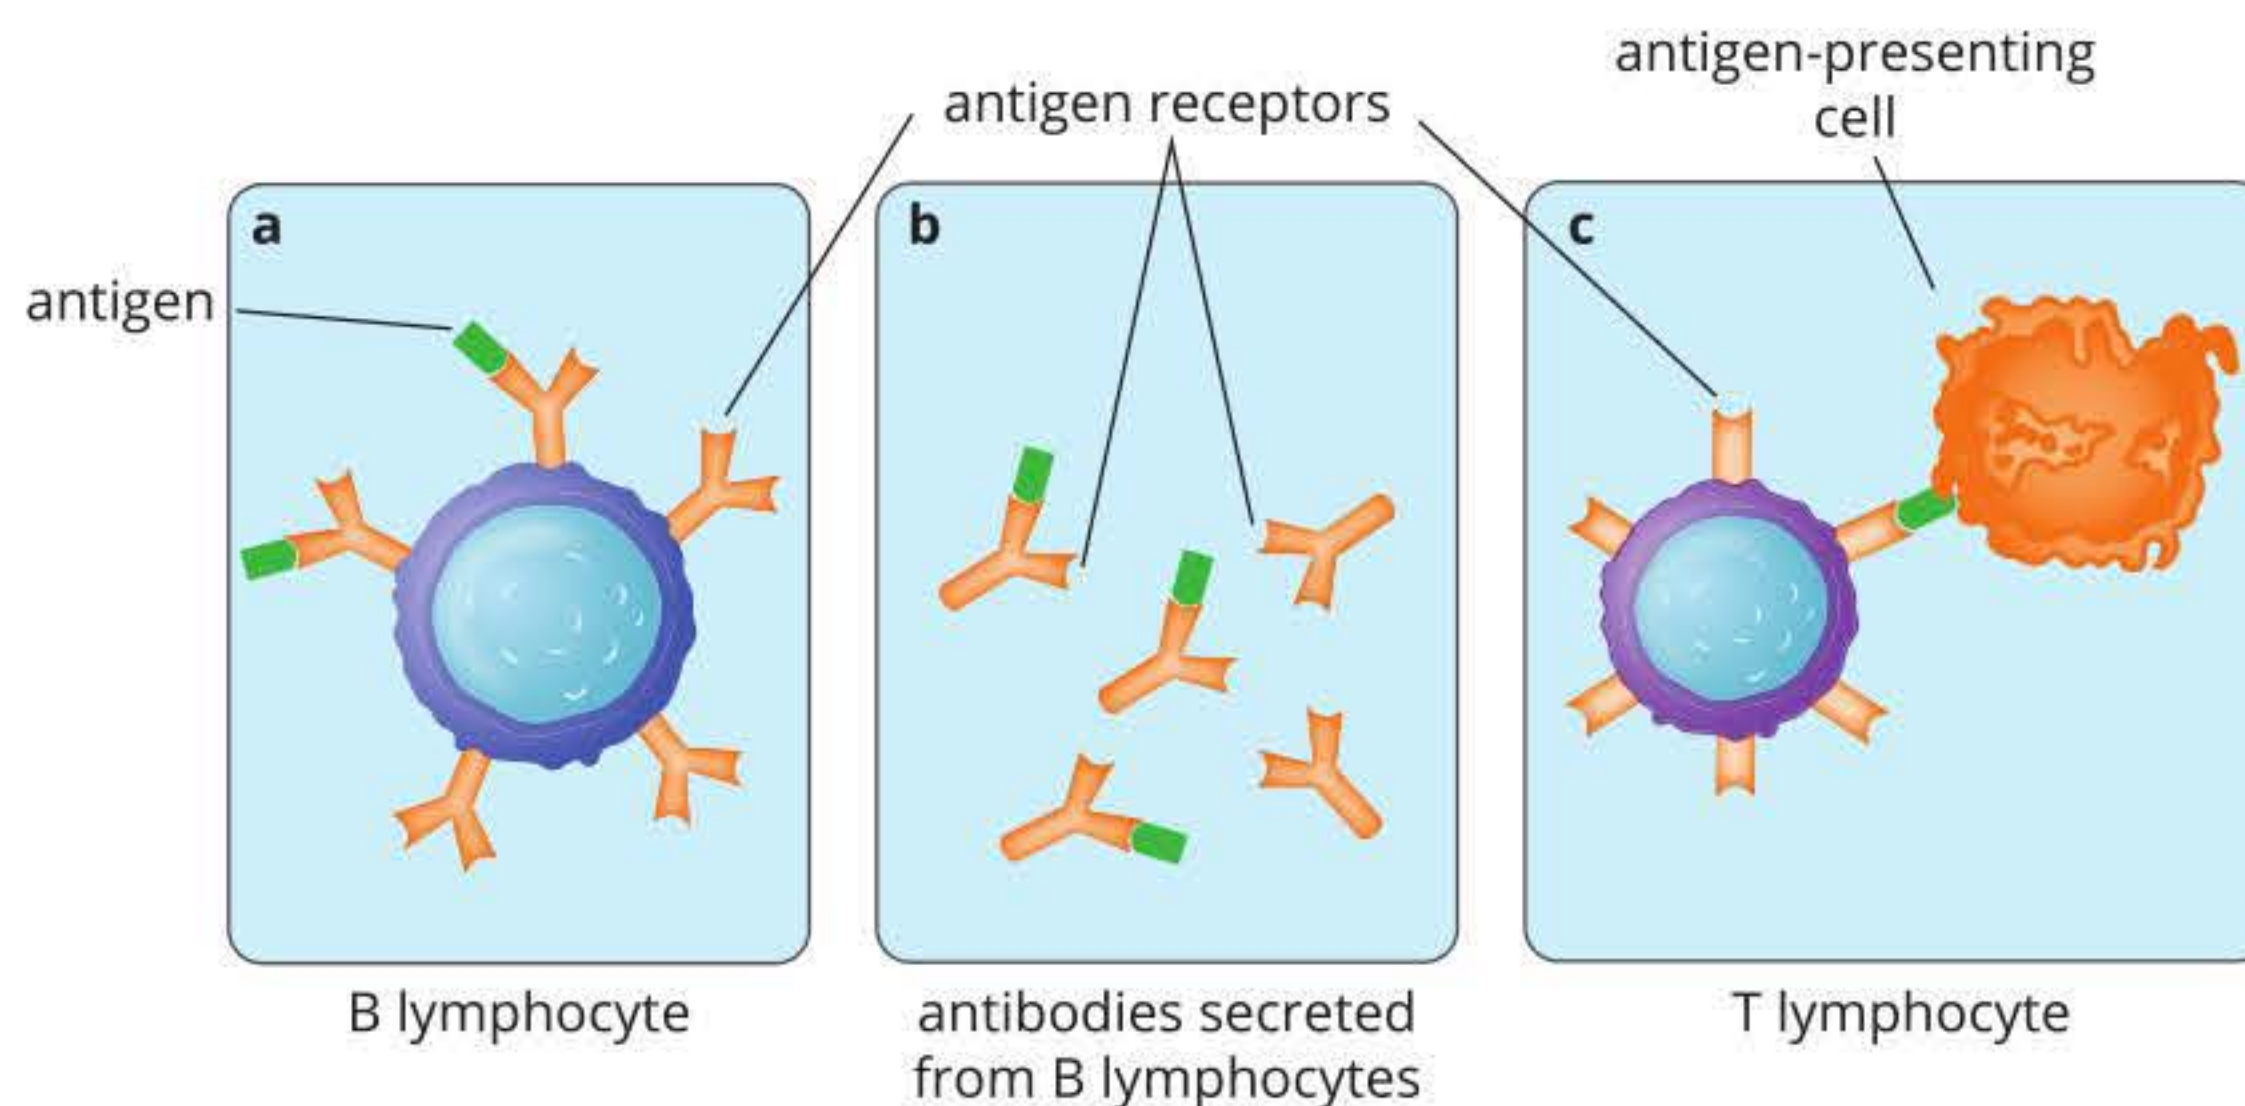 antigen-presenting
cell
antigen receptors
a
b
c
antigen
B lymphocyte
antibodies secreted
from B lymphocytes
T lymphocyte